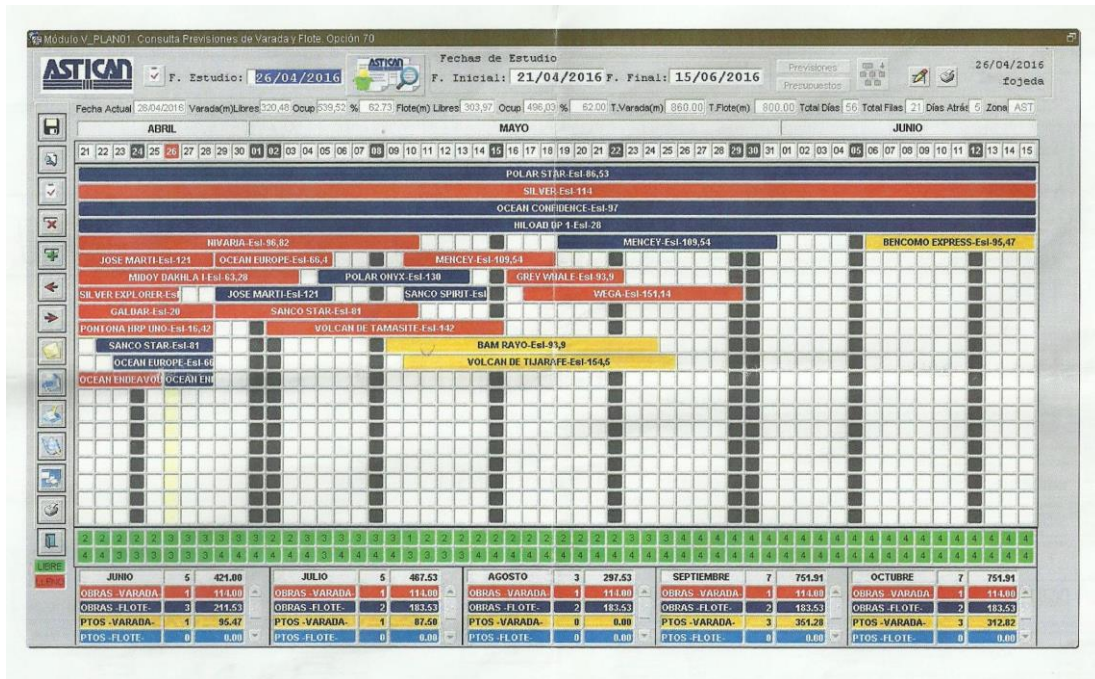 Módulo V_PLAN01. Consulta Previsiones de Varada y Flote. Opción 70
ASTICAN
F. Estudio: 26/04/2016
ASTICAN
Fechas de Estudio
F. Inicial: 21/04/2016 F. Final: 15/06/2016
Previsiones
Presupuestos
26/04/2016
fojeda
Fecha Actual 28/04/2016 Varada(m)Libres 320,48 Ocup 539,52 % 62.73 Flote(m) Libres 303,97 Ocup 496,03 % 62.00 T.Varada(m) 860.00 T.Flote(m) 800.00 Total Días 56 Total Filas 21 Días Atrás 5 Zona AST
ABRIL MAYO JUNIO
21 22 23 24 25 26 27 28 29 30 01 02 03 04 05 06 07 08 09 10 11 12 13 14 15 16 17 18 19 20 21 22 23 24 25 26 27 28 29 30 31 01 02 03 04 05 06 07 08 09 10 11 12 13 14 15
POLAR STAR-Esl-86,53
SILVER-Esl-114
OCEAN CONFIDENCE-Esl-97
HILOAD DP 1-Esl-28
NIVARIA-Esl-96,82 MENCEY-Esl-109,54 BENCOMO EXPRESS-Esl-95,47
JOSE MARTI-Esl-121 OCEAN EUROPE-Esl-66,4 MENCEY-Esl-109,54
MIDOY DAKHLA I-Esl-63,28 POLAR ONYX-Esl-130 GREY WHALE-Esl-93,9
SILVER EXPLORER-Esl JOSE MARTI-Esl-121 SANCO SPIRIT-Esl WEGA-Esl-151,14
GALDAR-Esl-20 SANCO STAR-Esl-81
PONTONA HRP UNO-Esl-16,42 VOLCAN DE TAMASITE-Esl-142
SANCO STAR-Esl-81 BAM RAYO-Esl-93,9
OCEAN EUROPE-Esl-66 VOLCAN DE TIJARAFE-Esl-154,5
OCEAN ENDEAVOU OCEAN EN
LIBRE
LLENO
JUNIO 5 421.00 JULIO 5 467.53 AGOSTO 3 297.53 SEPTIEMBRE 7 751.91 OCTUBRE 7 751.91
OBRAS -VARADA- 1 114.00 OBRAS -VARADA- 1 114.00 OBRAS -VARADA- 1 114.00 OBRAS -VARADA- 1 114.00 OBRAS -VARADA- 1 114.00
OBRAS -FLOTE- 3 211.53 OBRAS -FLOTE- 2 183.53 OBRAS -FLOTE- 2 183.53 OBRAS -FLOTE- 2 183.53 OBRAS -FLOTE- 2 183.53
PTOS -VARADA- 1 95.47 PTOS -VARADA- 1 87.50 PTOS -VARADA- 0 0.00 PTOS -VARADA- 3 351.28 PTOS -VARADA- 3 312.82
PTOS -FLOTE- 0 0.00 PTOS -FLOTE- 0 0.00 PTOS -FLOTE- 0 0.00 PTOS -FLOTE- 0 0.00 PTOS -FLOTE- 0 0.00